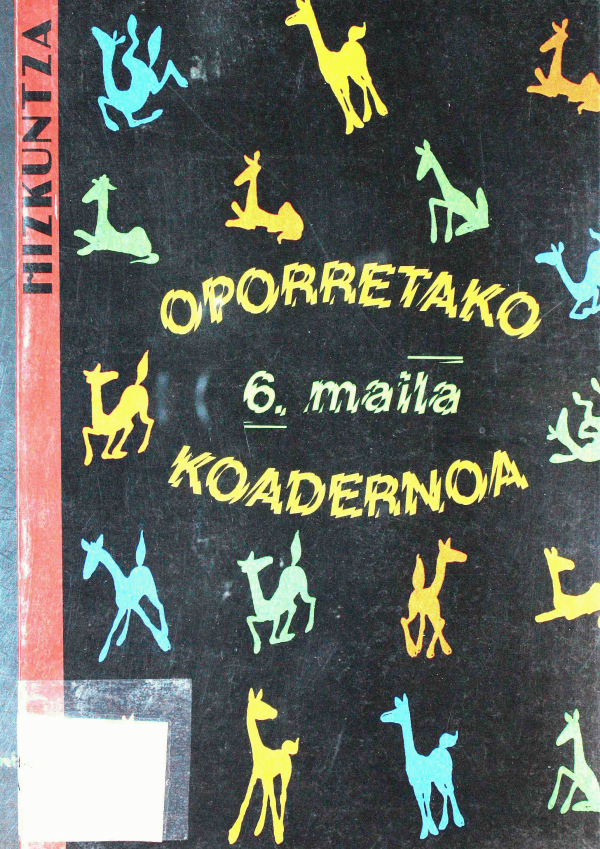 HIZKUNTZA
OPORRETAKO
6. maila
KOADERNOA